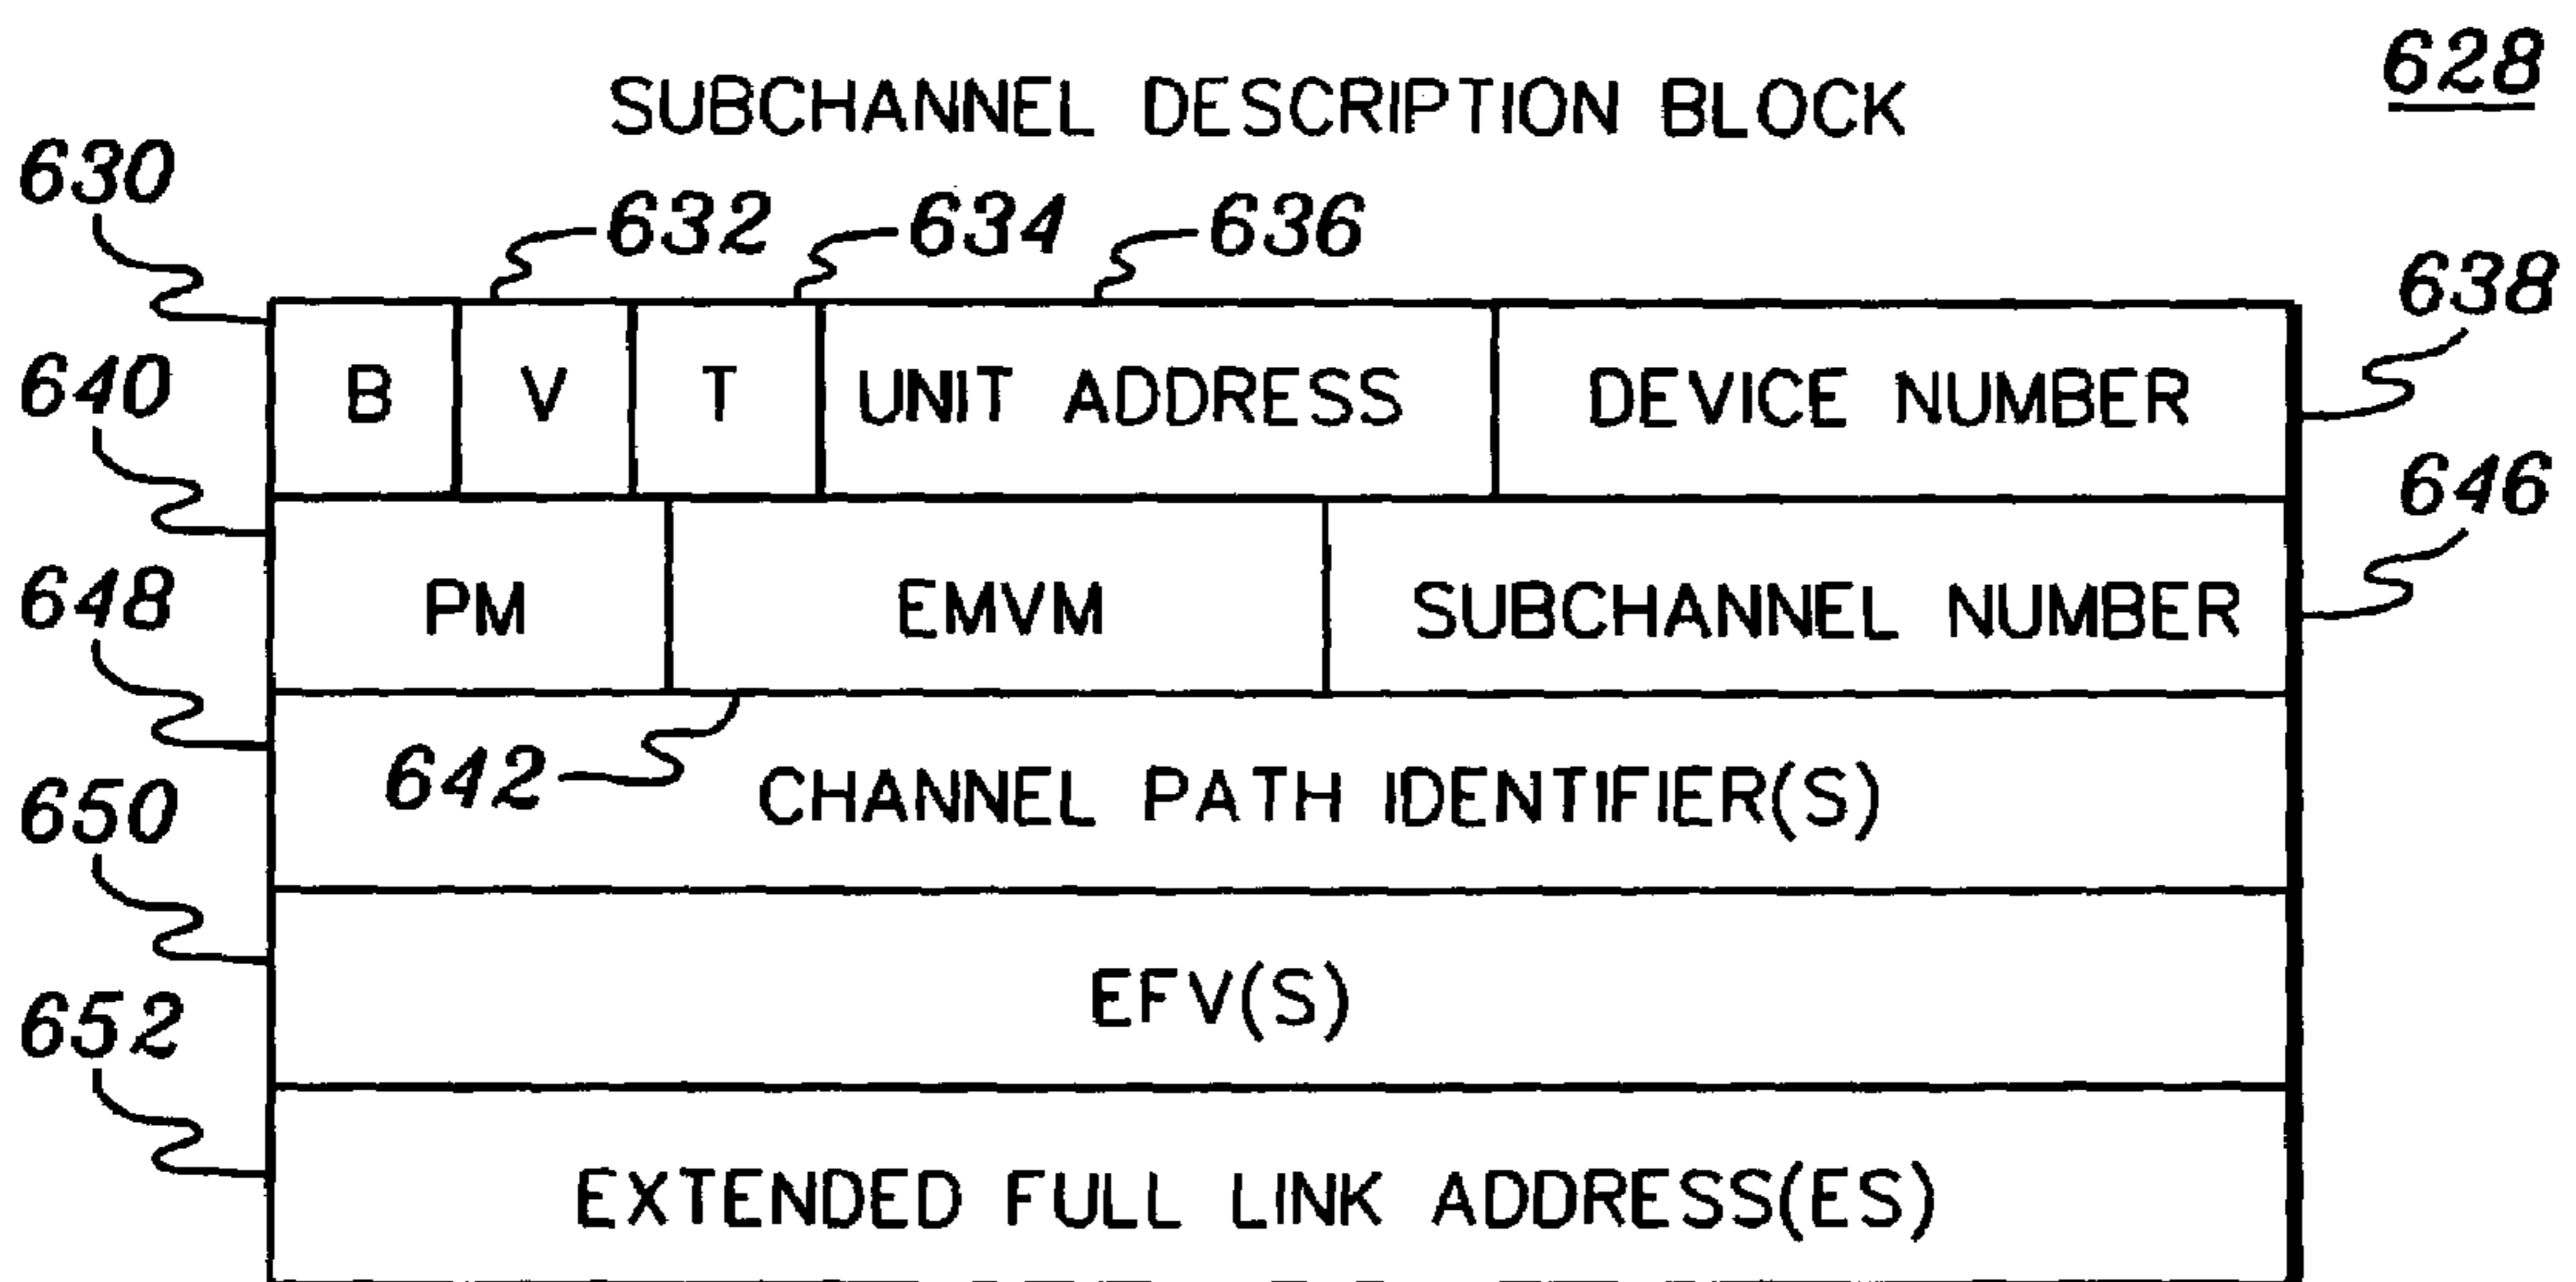 628
SUBCHANNEL DESCRIPTION BLOCK
630
632 634 636
638
B V T UNIT ADDRESS DEVICE NUMBER
640
646
PM EMVM SUBCHANNEL NUMBER
648
642
CHANNEL PATH IDENTIFIER(S)
650
EFV(S)
652
EXTENDED FULL LINK ADDRESS(ES)